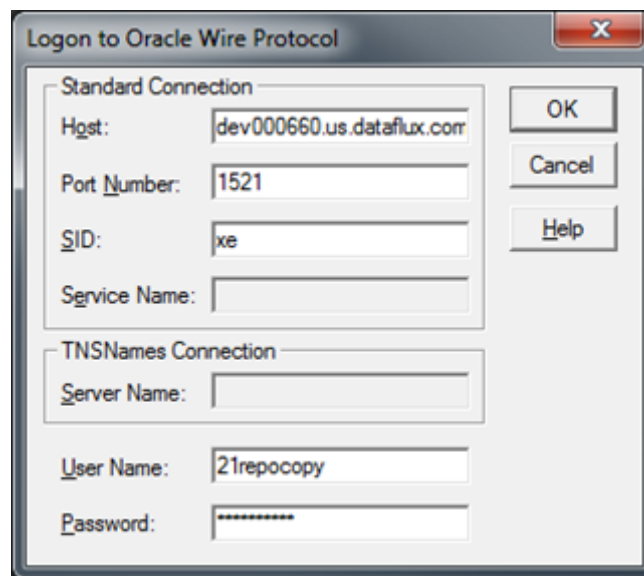 Logon to Oracle Wire Protocol
Standard Connection
Host: dev000660.us.dataflux.com
Port Number: 1521
SID: xe
Service Name:
TNSNames Connection
Server Name:
User Name: 21repocopy
Password: **********
OK
Cancel
Help